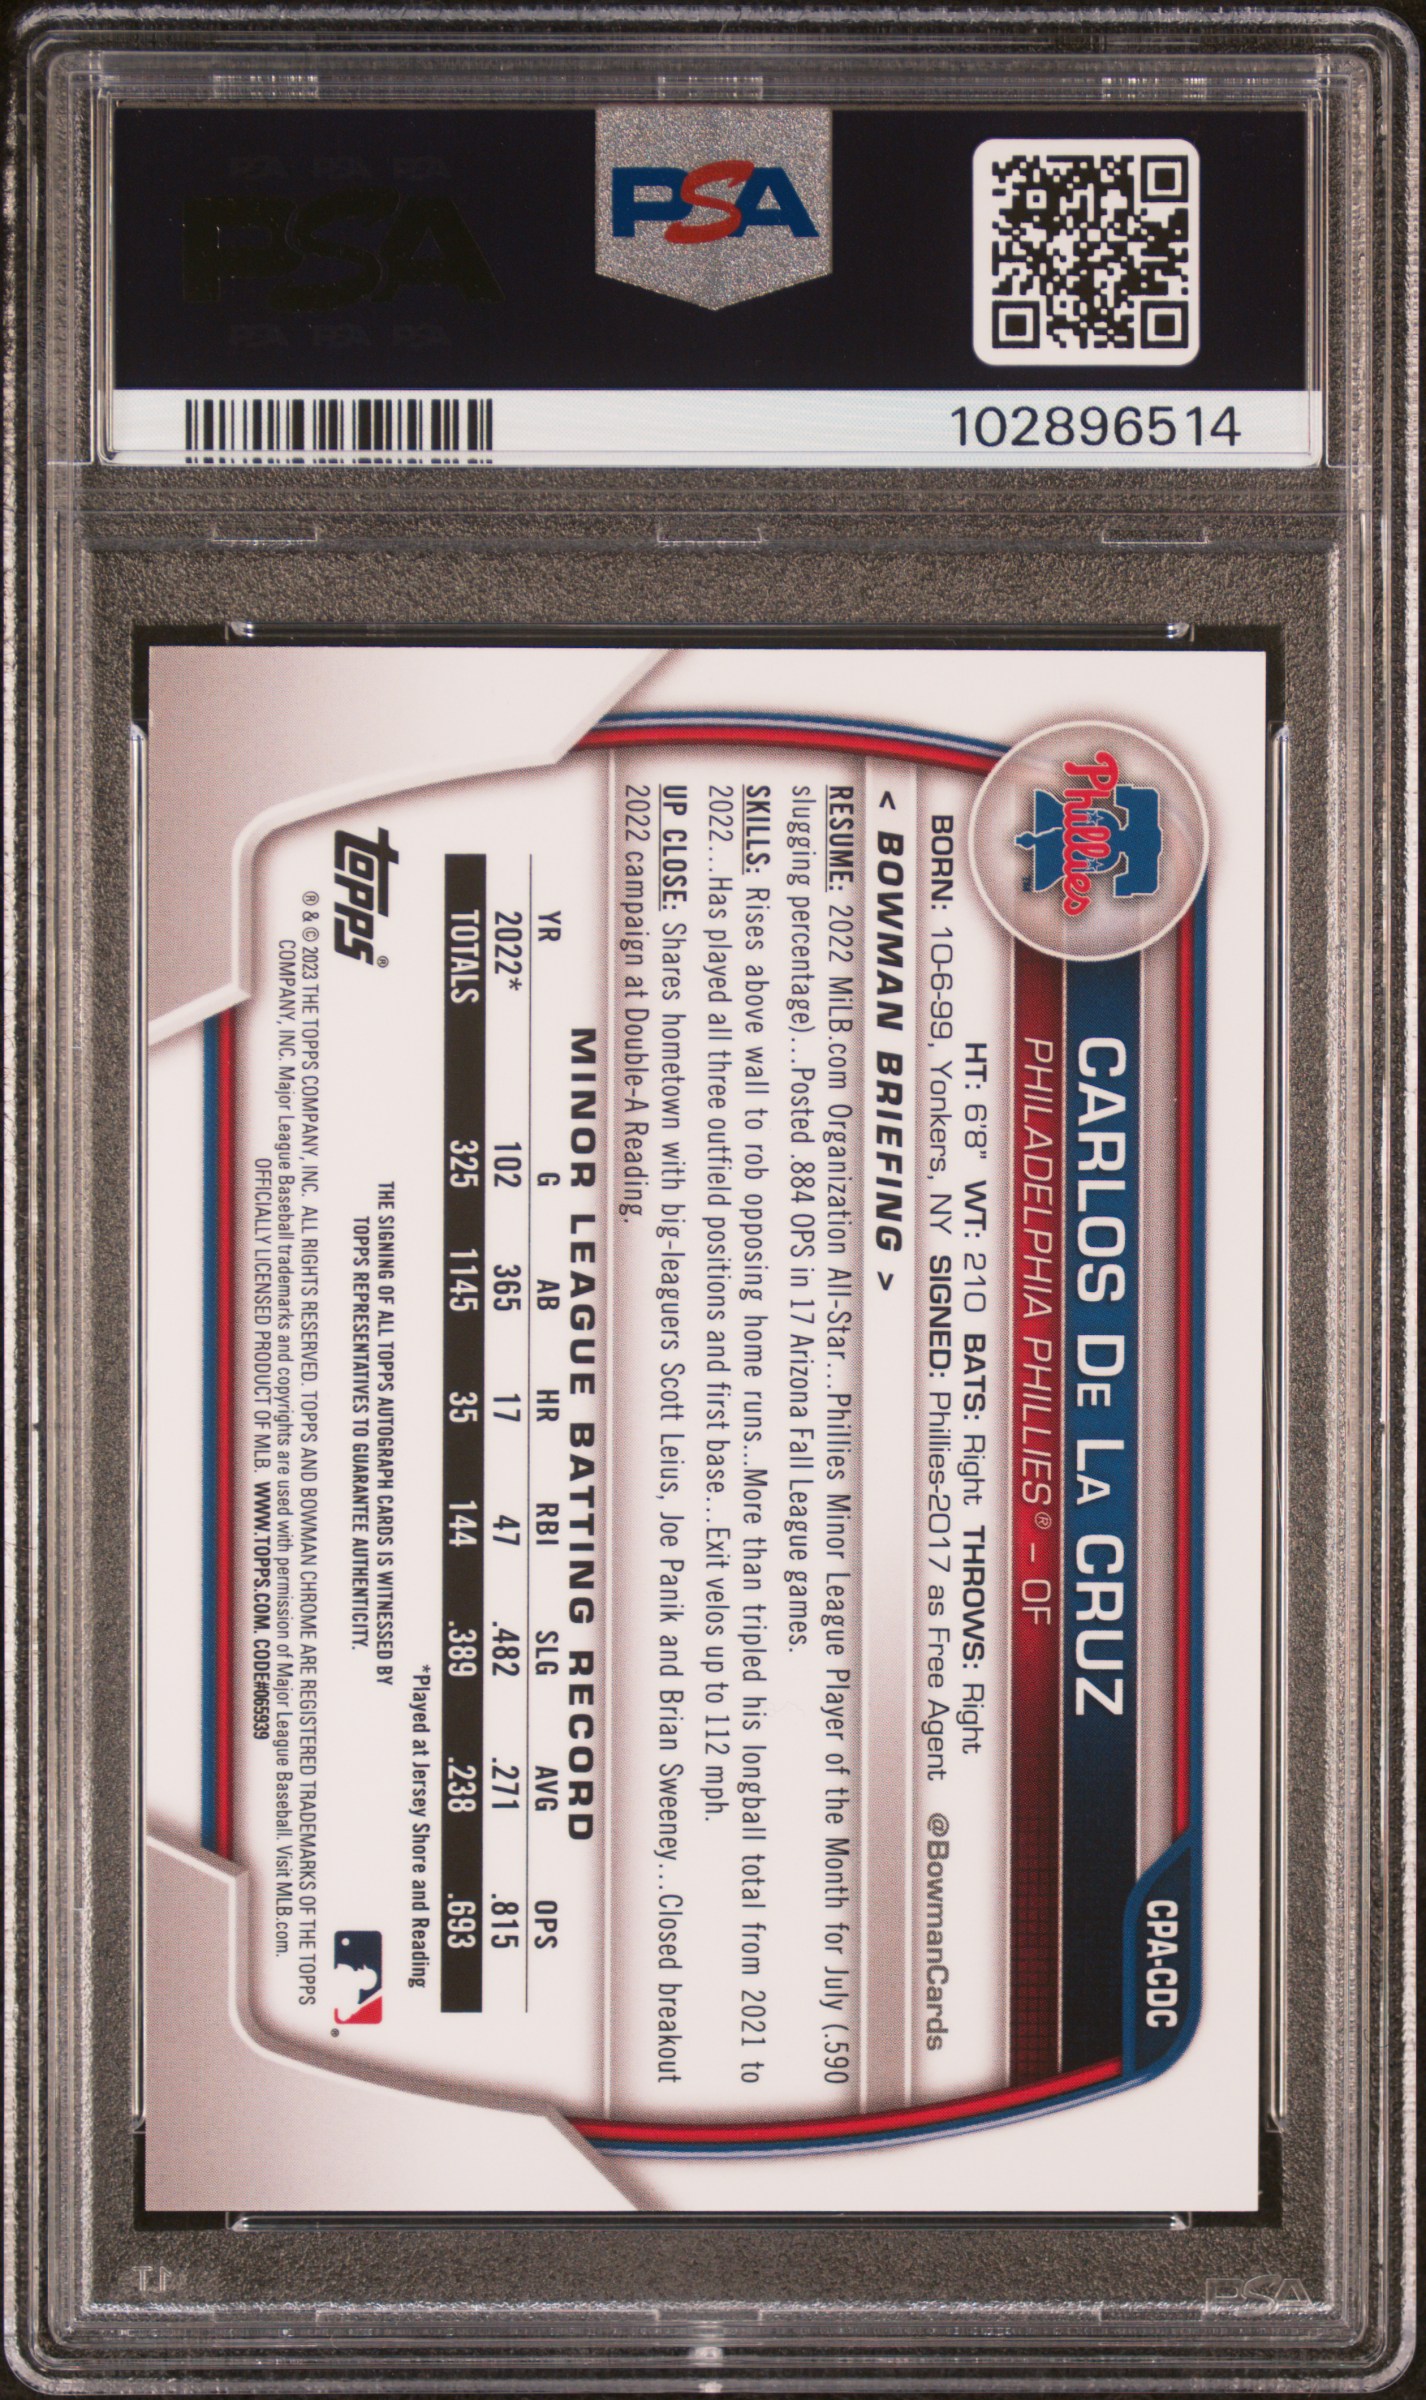 PSA PSA PSA
PSA
PSA PSA PSA
PSA
102896514
CPA-CDC
Phillies™
CARLOS DE LA CRUZ
PHILADELPHIA PHILLIES® – OF
HT: 6'8" WT: 210 BATS: Right THROWS: Right
BORN: 10-6-99, Yonkers, NY SIGNED: Phillies-2017 as Free Agent @BowmanCards
< BOWMAN BRIEFING >
RESUME: 2022 MiLB.com Organization All-Star...Phillies Minor League Player of the Month for July (.590
slugging percentage)...Posted .884 OPS in 17 Arizona Fall League games.
SKILLS: Rises above wall to rob opposing home runs...More than tripled his longball total from 2021 to
2022...Has played all three outfield positions and first base...Exit velos up to 112 mph.
UP CLOSE: Shares hometown with big-leaguers Scott Leius, Joe Panik and Brian Sweeney...Closed breakout
2022 campaign at Double-A Reading.
MINOR LEAGUE BATTING RECORD
YR G AB HR RBI SLG AVG OPS
2022* 102 365 17 47 .482 .271 .815
TOTALS 325 1145 35 144 .389 .238 .693
*Played at Jersey Shore and Reading
THE SIGNING OF ALL TOPPS AUTOGRAPH CARDS IS WITNESSED BY
TOPPS REPRESENTATIVES TO GUARANTEE AUTHENTICITY.
topps®
® & © 2023 THE TOPPS COMPANY, INC. ALL RIGHTS RESERVED. TOPPS AND BOWMAN CHROME ARE REGISTERED TRADEMARKS OF THE TOPPS
COMPANY, INC. Major League Baseball trademarks and copyrights are used with permission of Major League Baseball. Visit MLB.com.
OFFICIALLY LICENSED PRODUCT OF MLB. WWW.TOPPS.COM. CODE#065939
PSA